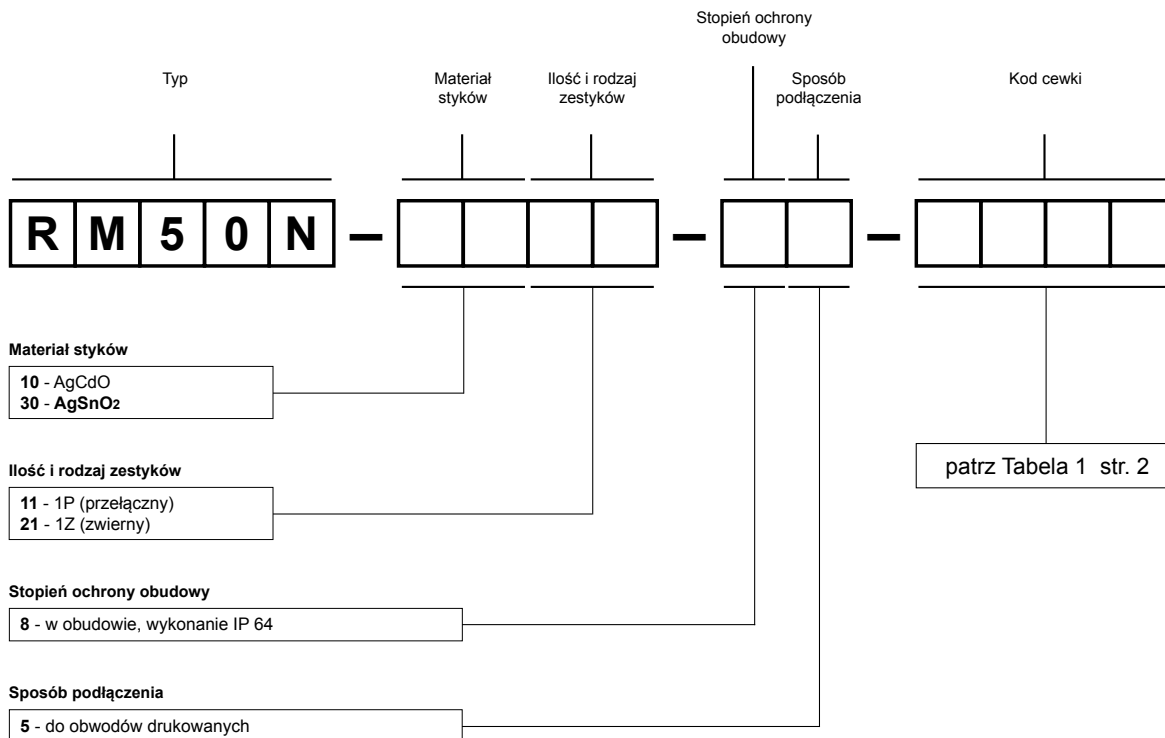 Stopień ochrony
obudowy
Typ
Materiał
styków
Ilość i rodzaj
zestyków
Sposób
podłączenia
Kod cewki
R M 5 0 N – –  –
Materiał styków
10 - AgCdO
30 - AgSnO2
Ilość i rodzaj zestyków
11 - 1P (przełączny)
21 - 1Z (zwierny)
patrz Tabela 1 str. 2
Stopień ochrony obudowy
8 - w obudowie, wykonanie IP 64
Sposób podłączenia
5 - do obwodów drukowanych